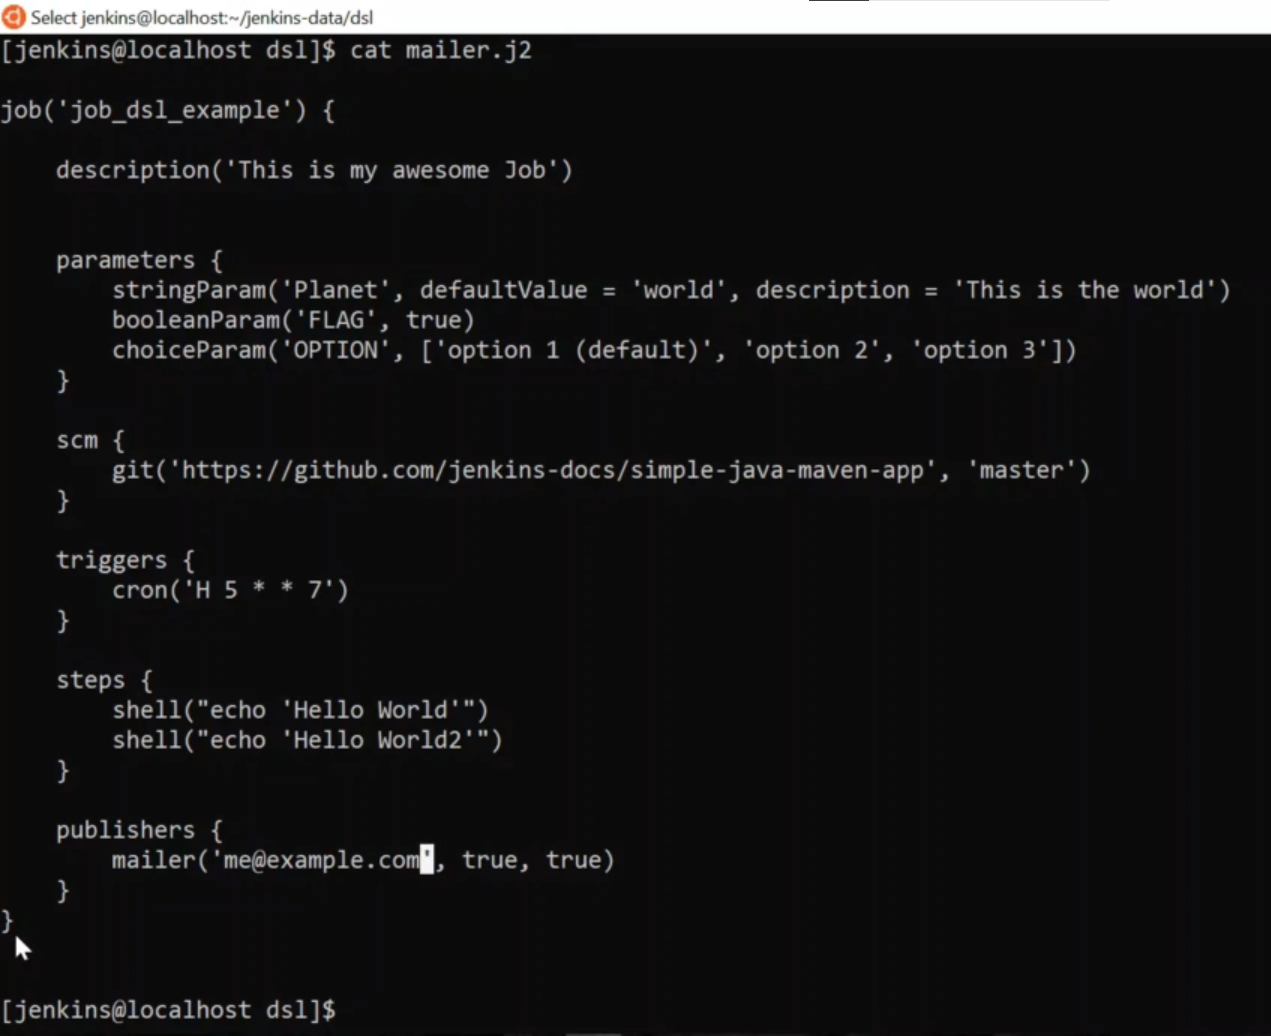 Select jenkins@localhost:~/jenkins-data/dsl
[jenkins@localhost dsl]$ cat mailer.j2
job('job_dsl_example') {
description('This is my awesome Job')
parameters {
stringParam('Planet', defaultValue = 'world', description = 'This is the world')
booleanParam('FLAG', true)
choiceParam('OPTION', ['option 1 (default)', 'option 2', 'option 3'])
}
scm {
git('https://github.com/jenkins-docs/simple-java-maven-app', 'master')
}
triggers {
cron('H 5 * * 7')
}
steps {
shell("echo 'Hello World'")
shell("echo 'Hello World2'")
}
publishers {
mailer('me@example.com', true, true)
}
}
[jenkins@localhost dsl]$